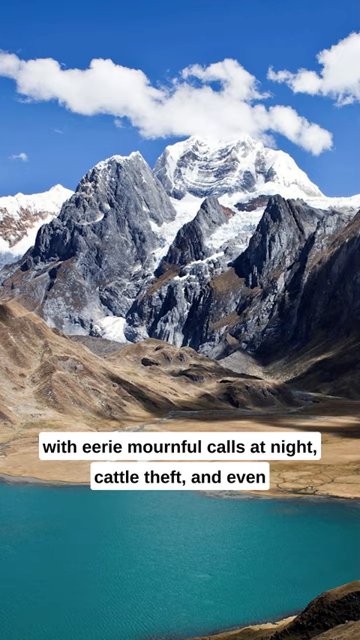 with eerie mournful calls at night,
cattle theft, and even